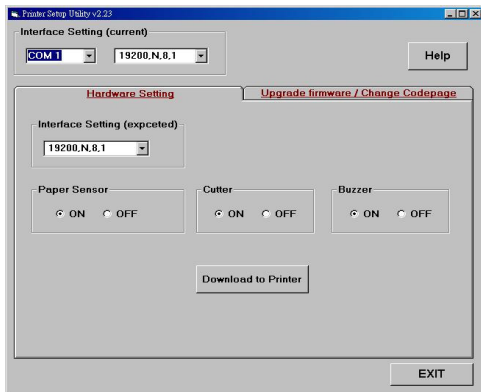 Printer Setup Utility v2.23
Interface Setting (current)
COM 1 19200,N,8,1
Help
Hardware Setting Upgrade firmware / Change Codepage
Interface Setting (expceted)
19200,N,8,1
Paper Sensor Cutter Buzzer
ON OFF ON OFF ON OFF
Download to Printer
EXIT